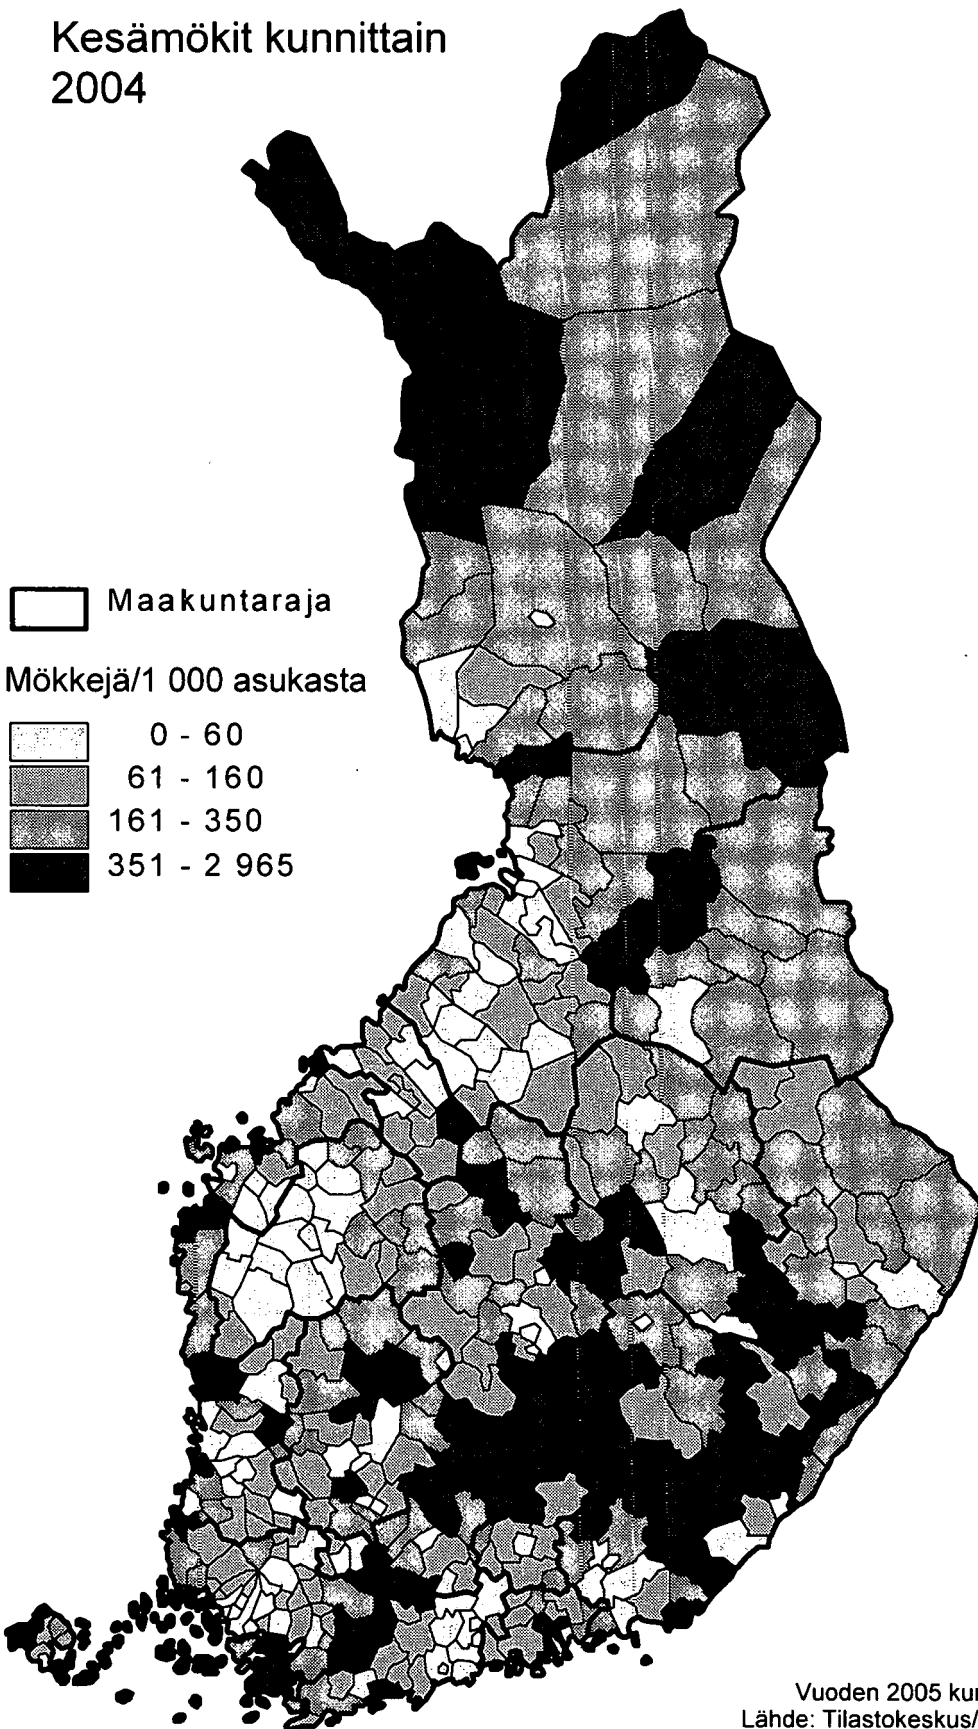 Kesämökit kunnittain
2004
Maakuntaraja
Mökkejä/1 000 asukasta
0 - 60
61 - 160
161 - 350
351 - 2 965
Vuoden 2005
Lähde: Tilastokeskus/